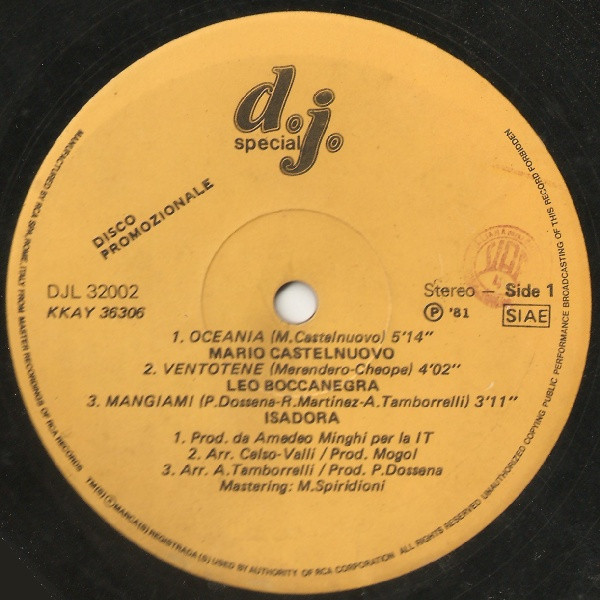 d.j.
special
DISCO
PROMOZIONALE
DJL 32002
KKAY 36306
Stereo – Side 1
Ⓟ '81
SIAE
1. OCEANIA (M.Castelnuovo) 5'14"
MARIO CASTELNUOVO
2. VENTOTENE (Merendero-Cheope) 4'02"
LEO BOCCANEGRA
3. MANGIAMI (P.Dossena-R.Martinez-A.Tamborrelli) 3'11"
ISADORA
1. Prod. da Amedeo Minghi per la IT
2. Arr. Celso-Valli / Prod. Mogol
3. Arr. A.Tamborrelli / Prod. P.Dossena
Mastering: M.Spiridioni
MANUFACTURED BY RCA SPA, ROME, ITALY FROM MASTER RECORDINGS OF RCA RECORDS
TM(S) ® MARCA(S) REGISTRADA(S) USED BY AUTHORITY OF RCA CORPORATION
ALL RIGHTS RESERVED UNAUTHORIZED COPYING PUBLIC PERFORMANCE BROADCASTING OF THIS RECORD FORBIDDEN